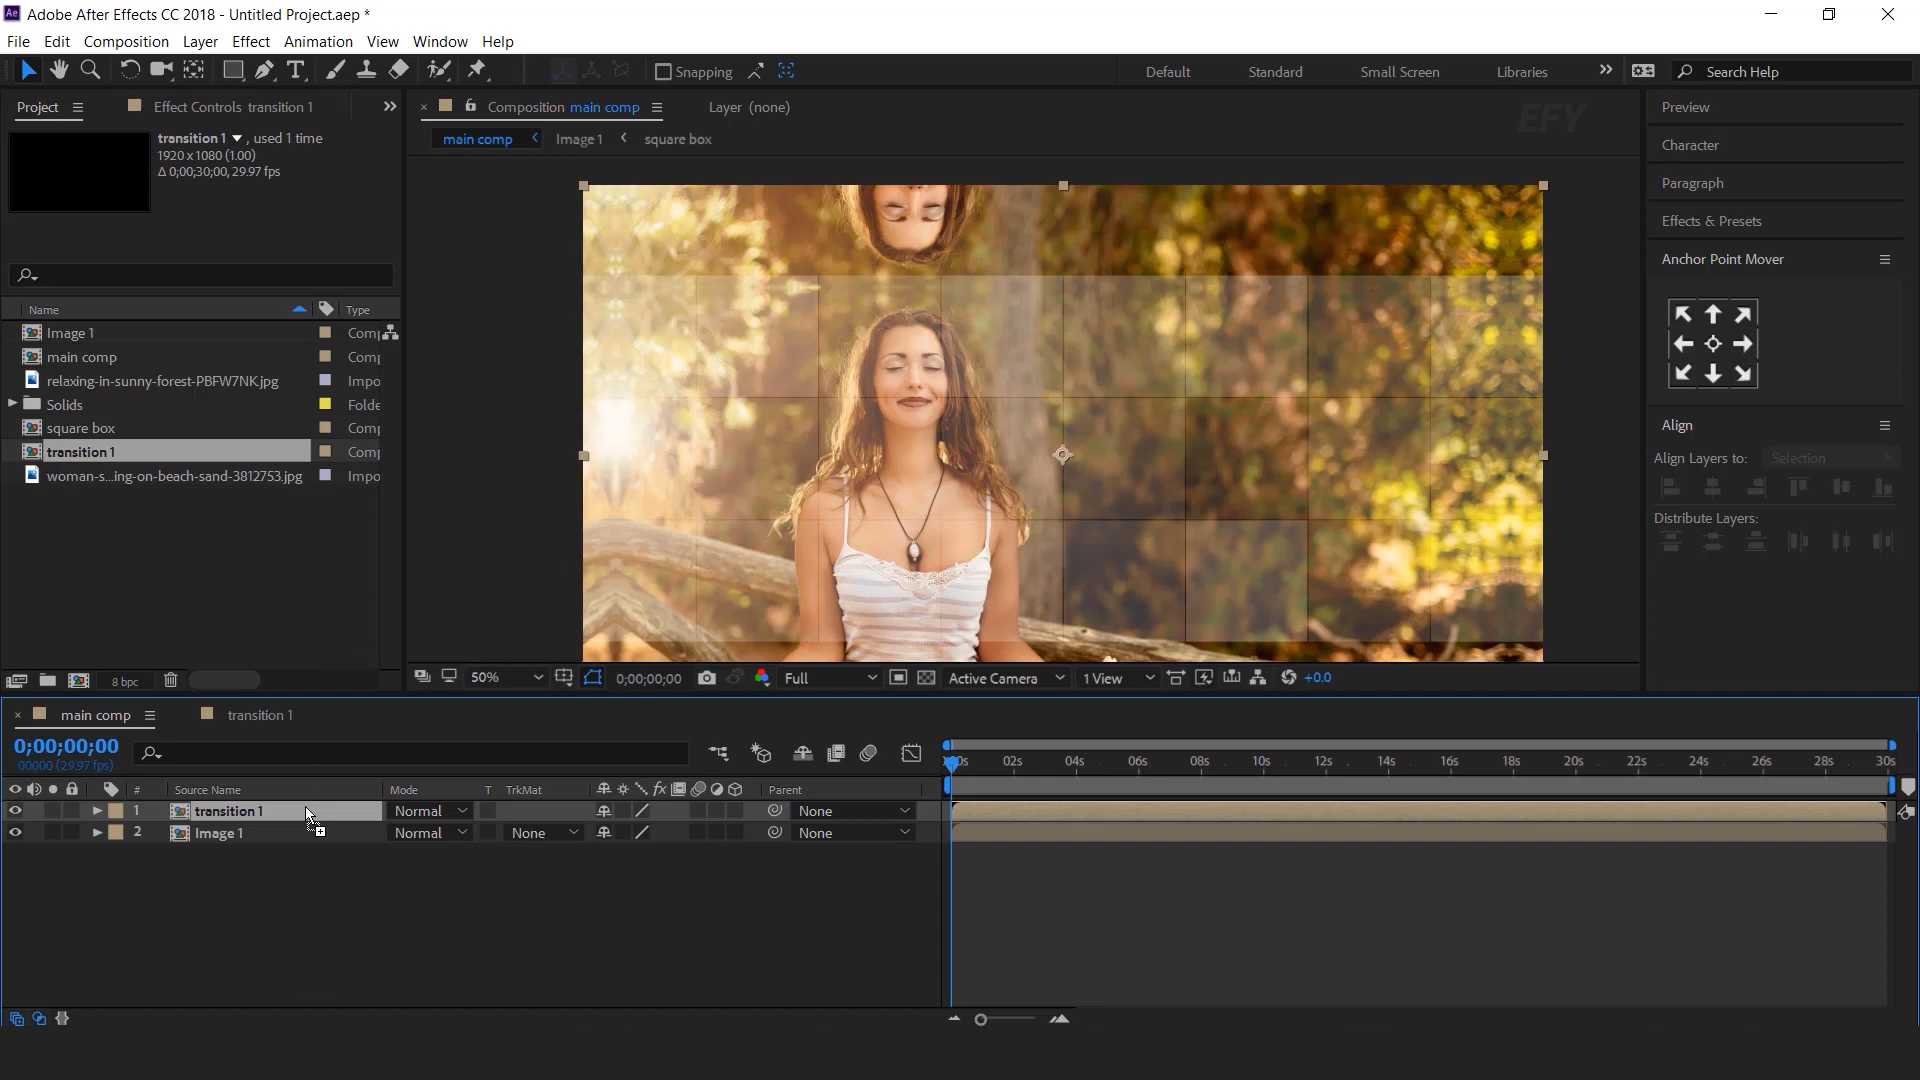 Ae Adobe After Effects CC 2018 - Untitled Project.aep *
File Edit Composition Layer Effect Animation View Window Help
T Snapping Default Standard Small Screen Libraries Search Help
Project Effect Controls transition 1
Composition main comp Layer (none)
EFY
main comp Image 1 square box
transition 1 , used 1 time
1920 x 1080 (1.00)
Δ 0;00;30;00, 29.97 fps
Name Type
Image 1 Comp
main comp Comp
relaxing-in-sunny-forest-PBFW7NK.jpg Impo
Solids Folde
square box Comp
transition 1 Comp
woman-s...ing-on-beach-sand-3812753.jpg Impo
8 bpc
50% 0;00;00;00 Full Active Camera 1 View +0.0
Preview
Character
Paragraph
Effects & Presets
Anchor Point Mover
Align
Align Layers to: Selection
Distribute Layers:
main comp transition 1
0;00;00;00
00000 (29.97 fps)
# Source Name Mode T TrkMat fx Parent
1 transition 1 Normal None
2 Image 1 Normal None None
02s 04s 06s 08s 10s 12s 14s 16s 18s 20s 22s 24s 26s 28s 30s